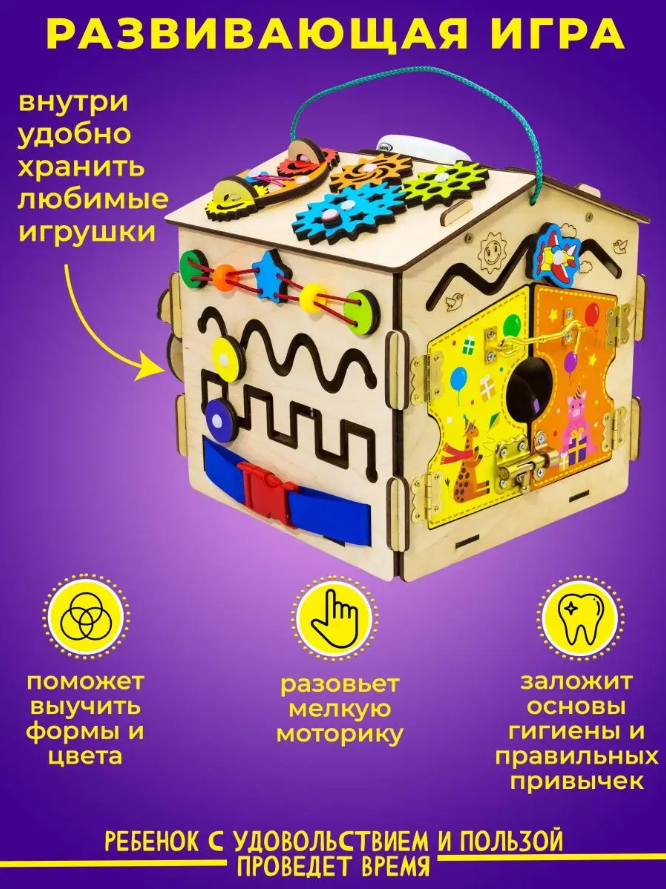 РАЗВИВАЮЩАЯ ИГРА
внутри
удобно
хранить
любимые
игрушки
поможет
выучить
формы и
цвета
разовьет
мелкую
моторику
заложит
основы
гигиены и
правильных
привычек
РЕБЕНОК С УДОВОЛЬСТВИЕМ И ПОЛЬЗОЙ
ПРОВЕДЕТ ВРЕМЯ